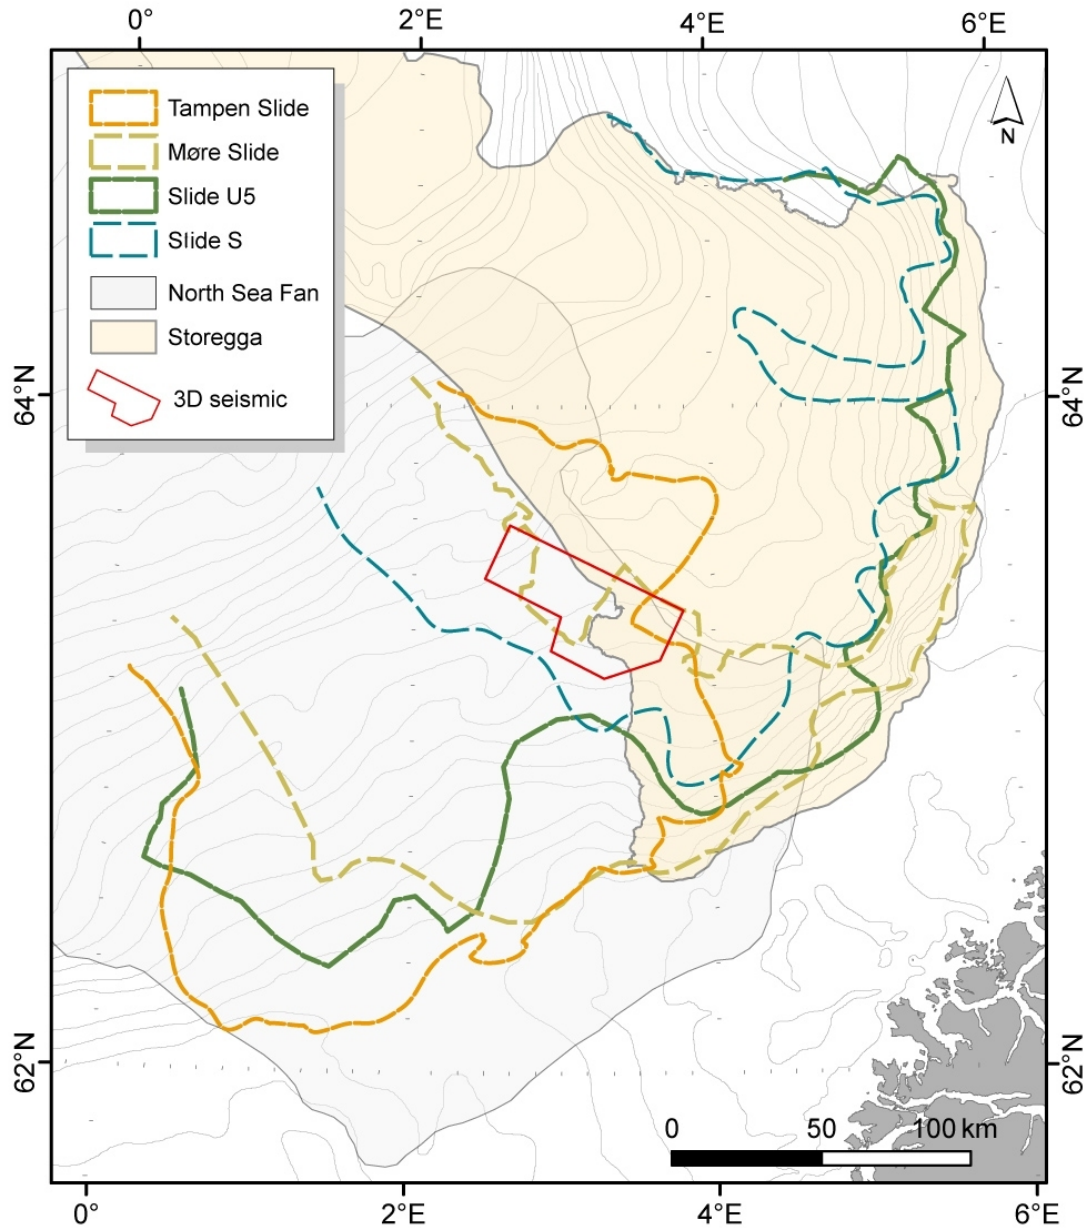 0° 2°E 4°E 6°E
Tampen Slide
Møre Slide
Slide U5
Slide S
North Sea Fan
Storegga
3D seismic
N
64°N 64°N
62°N 62°N
0 50 100 km
0° 2°E 4°E 6°E